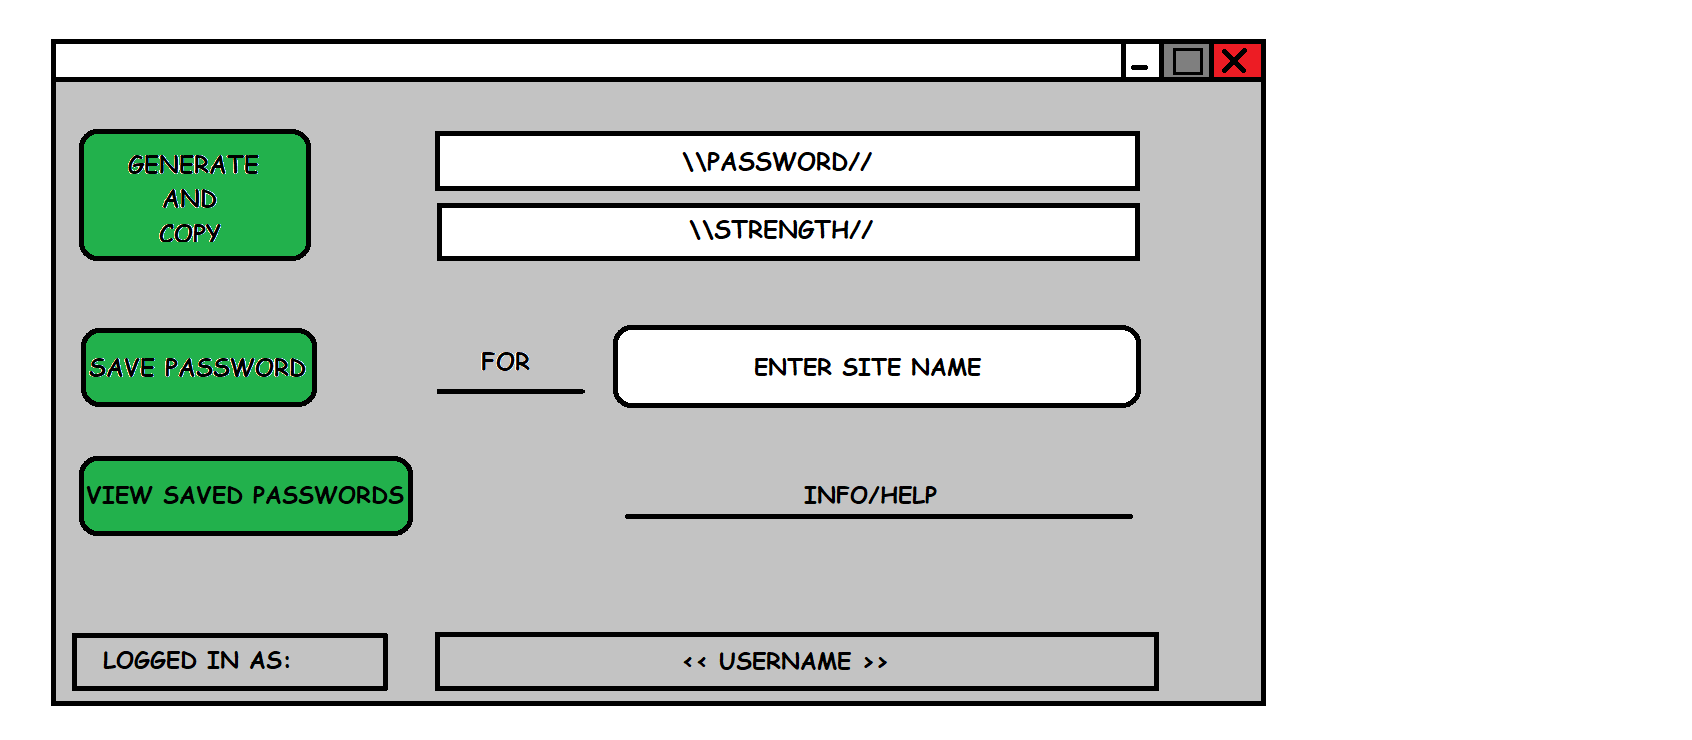 GENERATE
AND
COPY
\\PASSWORD//
\\STRENGTH//
SAVE PASSWORD
FOR
ENTER SITE NAME
VIEW SAVED PASSWORDS
INFO/HELP
LOGGED IN AS:
<< USERNAME >>